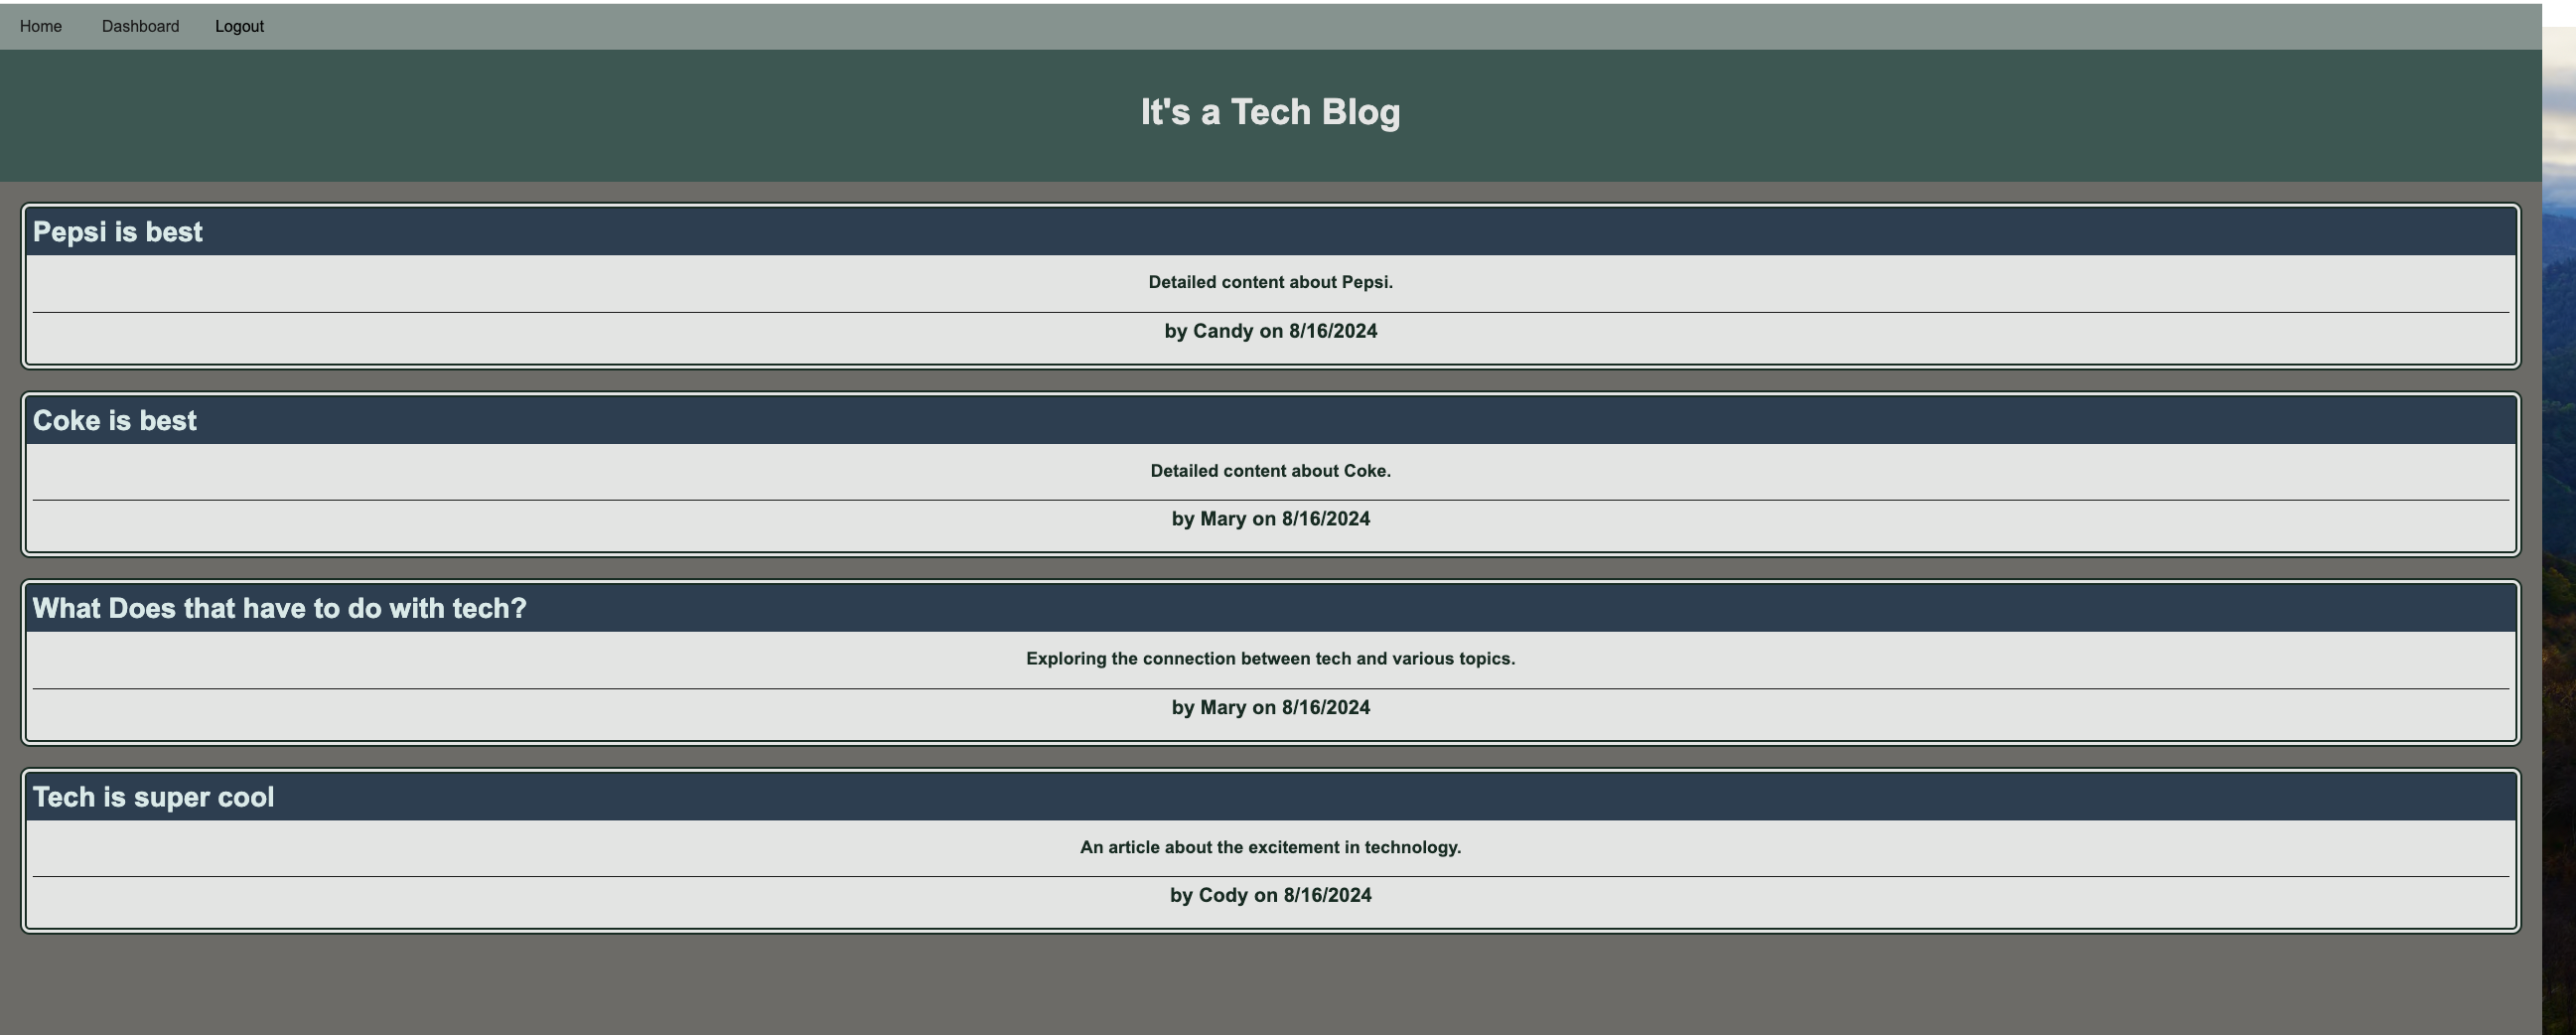 Home Dashboard Logout
It's a Tech Blog
Pepsi is best
Detailed content about Pepsi.
by Candy on 8/16/2024
Coke is best
Detailed content about Coke.
by Mary on 8/16/2024
What Does that have to do with tech?
Exploring the connection between tech and various topics.
by Mary on 8/16/2024
Tech is super cool
An article about the excitement in technology.
by Cody on 8/16/2024